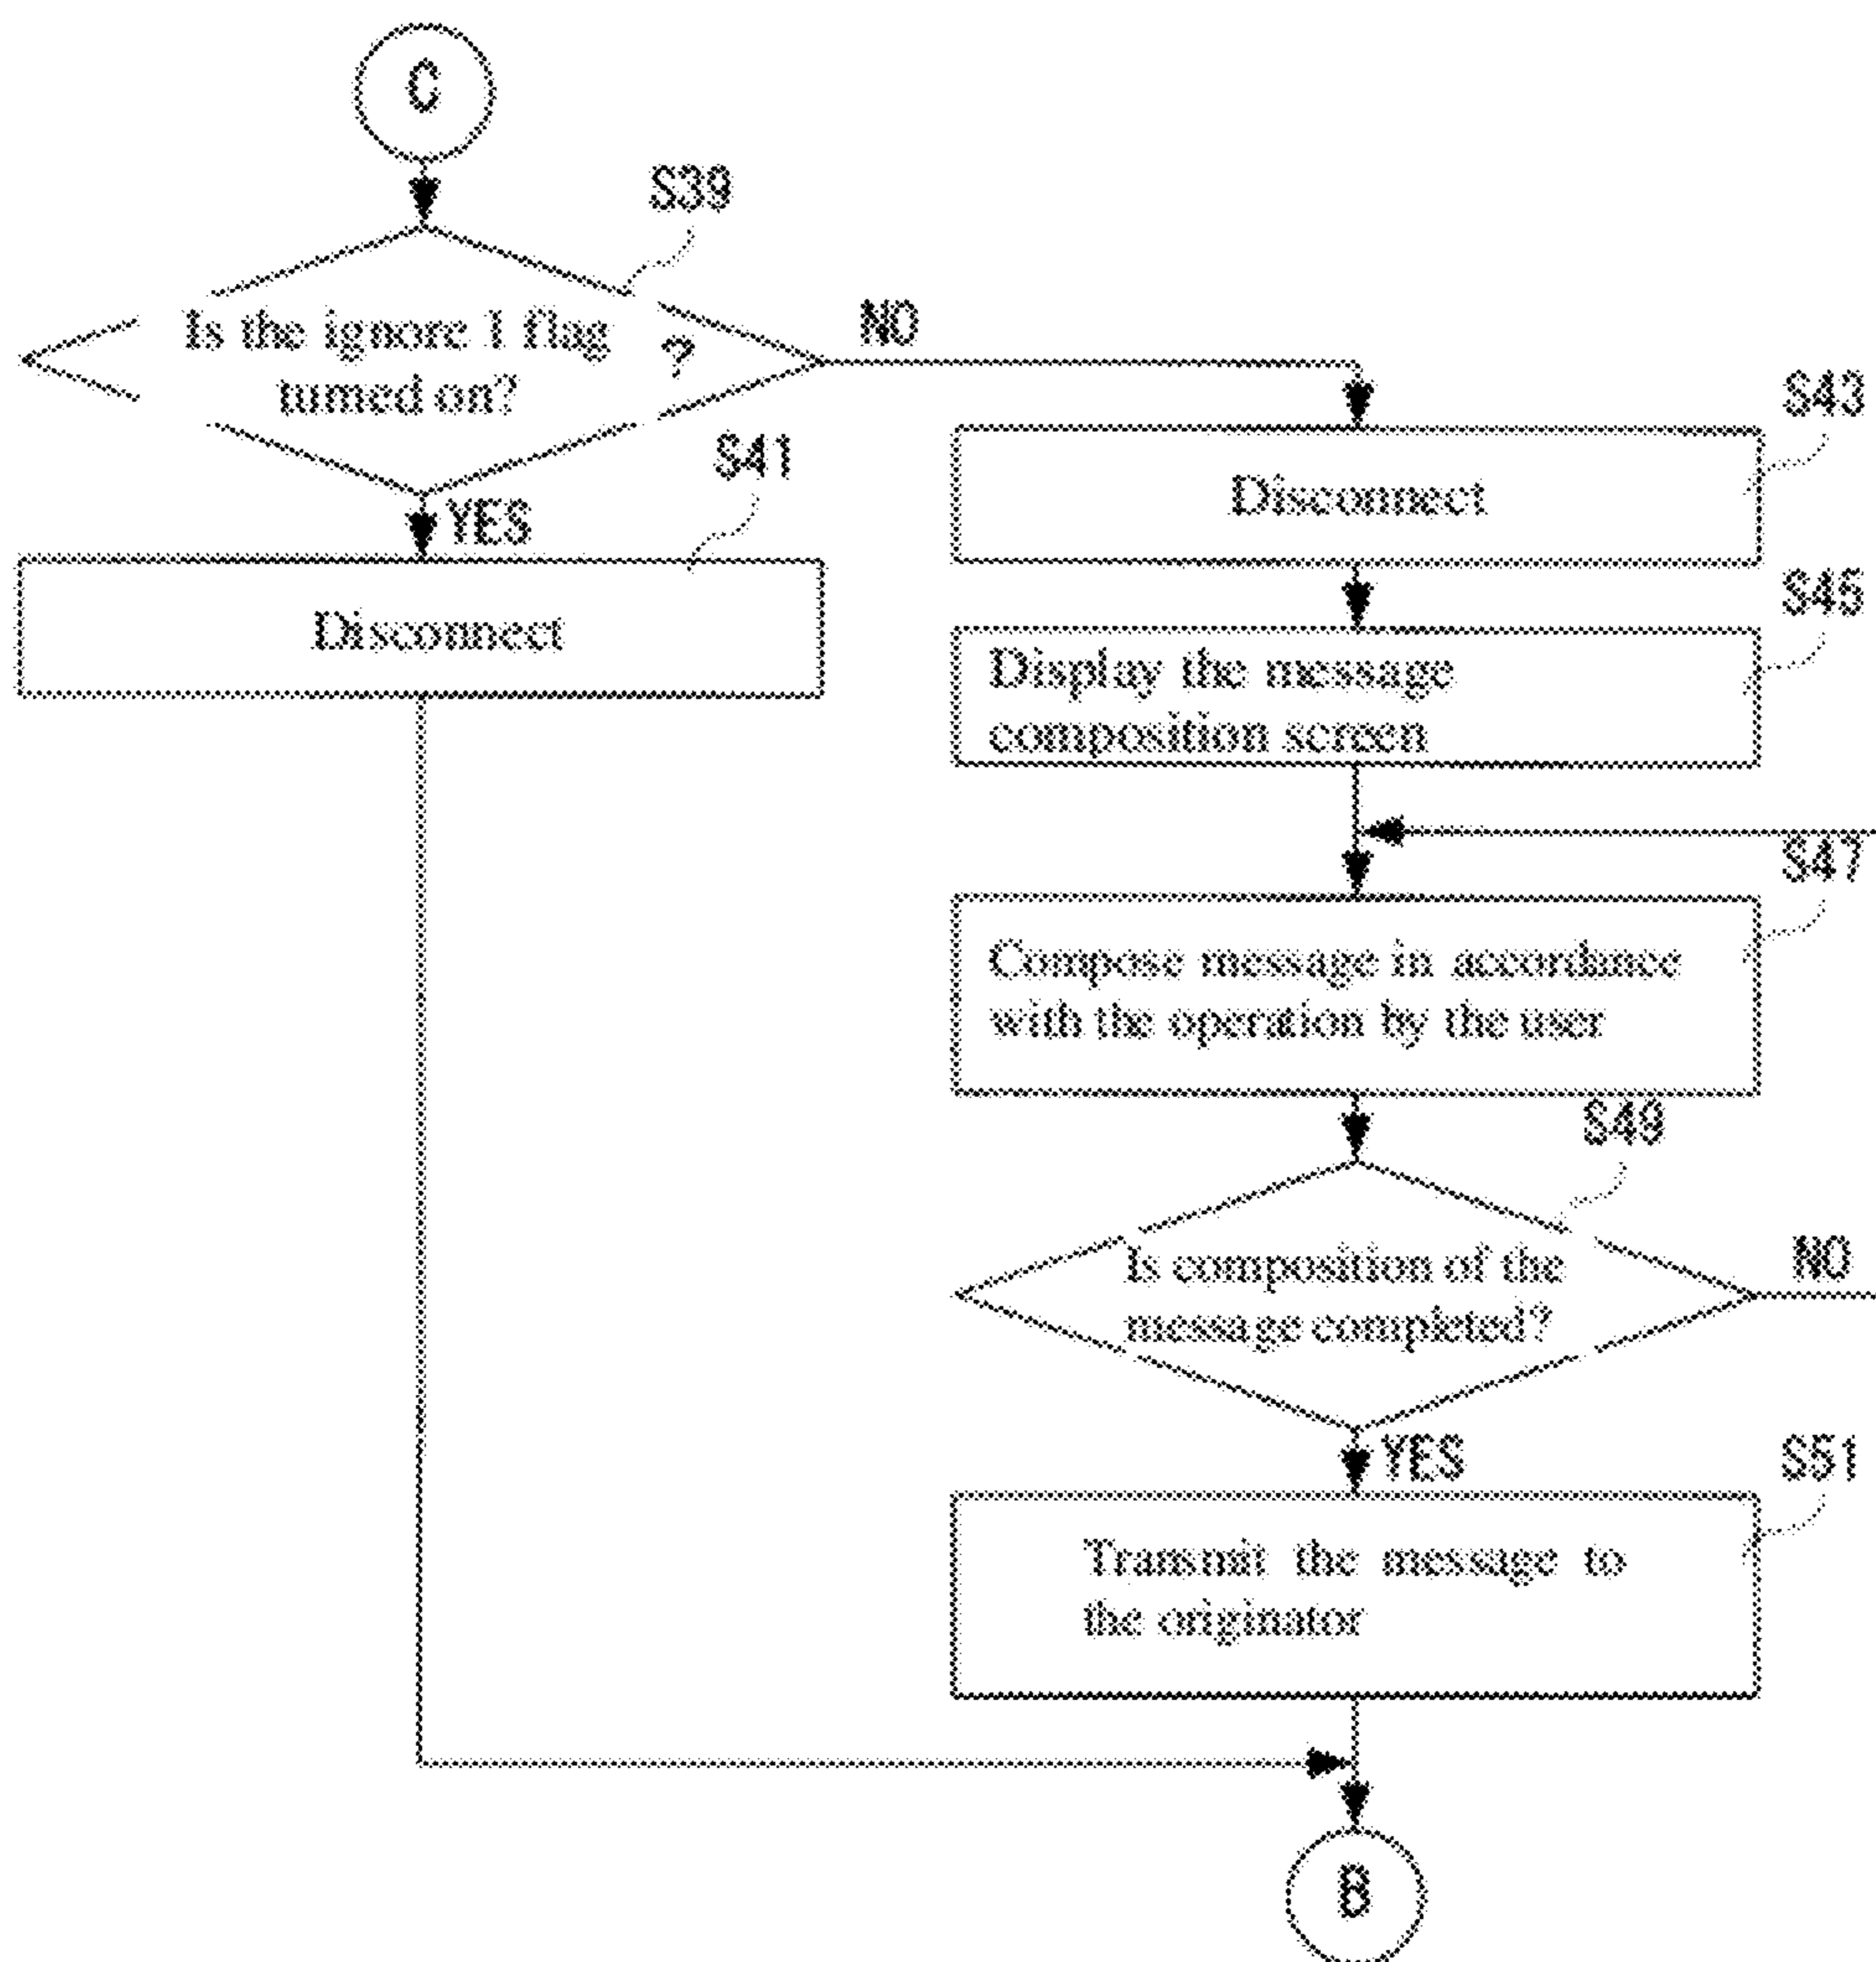 C
S39
Is the ignore 1 flag
turned on?
?
NO
YES
S41
Disconnect
S43
Disconnect
S45
Display the message
composition screen
S47
Compose message in accordance
with the operation by the user
S49
Is composition of the
message completed?
NO
YES
S51
Transmit the message to
the originator
B